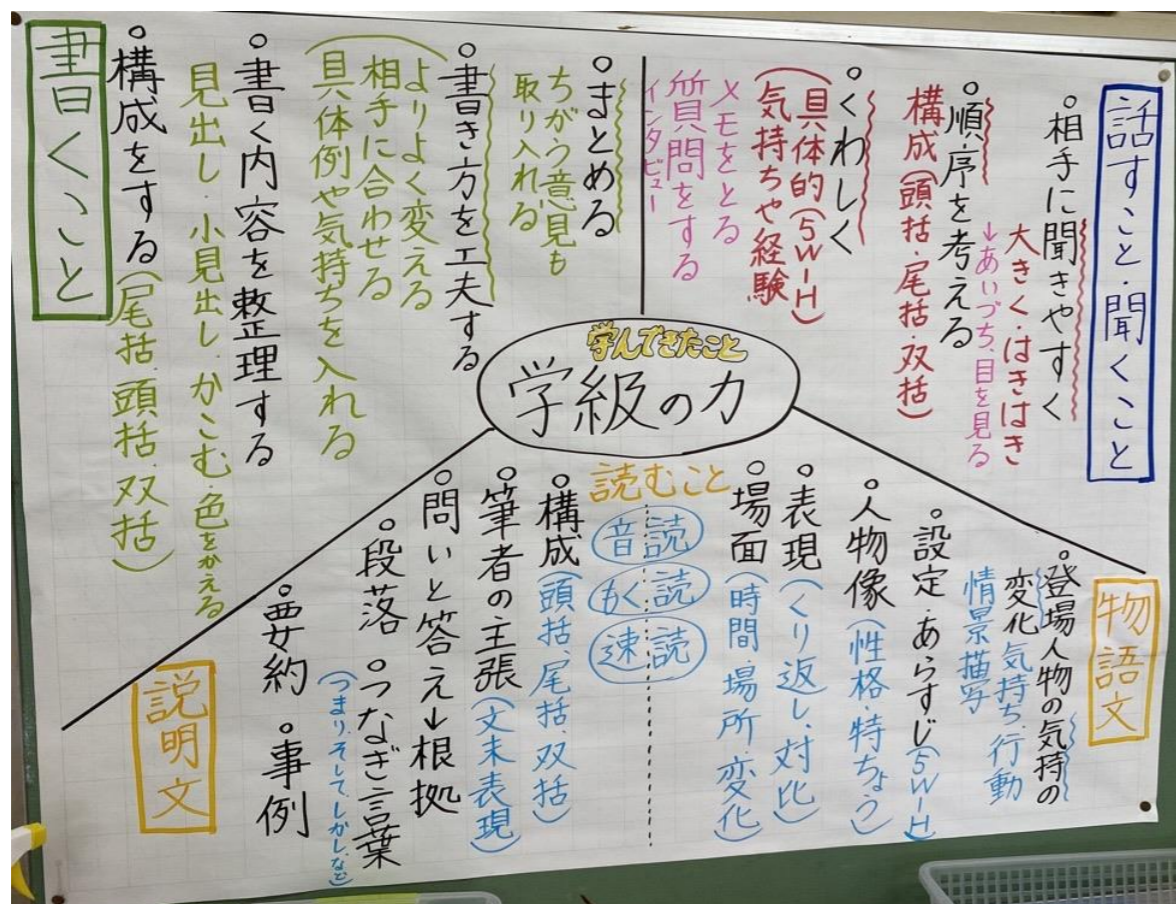 学んできたこと
学級の力
話すこと・聞くこと
○相手に聞きやすく
大きく・はきはき
→あいづち、目を見る
○順序を考える
構成(頭括・尾括・双括)
○くわしく
(具体的(5W1H)
気持ちや経験)
メモをとる
質問をする
インタビュー
○まとめる
ちがう意見も
取り入れる
○書き方を工夫する
(よりよく変える
相手に合わせる
具体例や気持ちを入れる
○書く内容を整理する
見出し・小見出し・かこむ・色をかえる
○構成をする(尾括、頭括、双括)
書くこと
読むこと
音読
もく読
速読
物語文
○登場人物の気持の
変化 気持ち、行動
情景描写
○設定・あらすじ(5W1H)
○人物像(性格・特ちょう)
○表現(くり返し、対比)
○場面(時間・場所・変化)
○構成(頭括、尾括、双括)
○筆者の主張(文末表現)
○問いと答え→根拠
○段落 ○つなぎ言葉
(つまり、そして、しかし、など)
○要約 ○事例
説明文